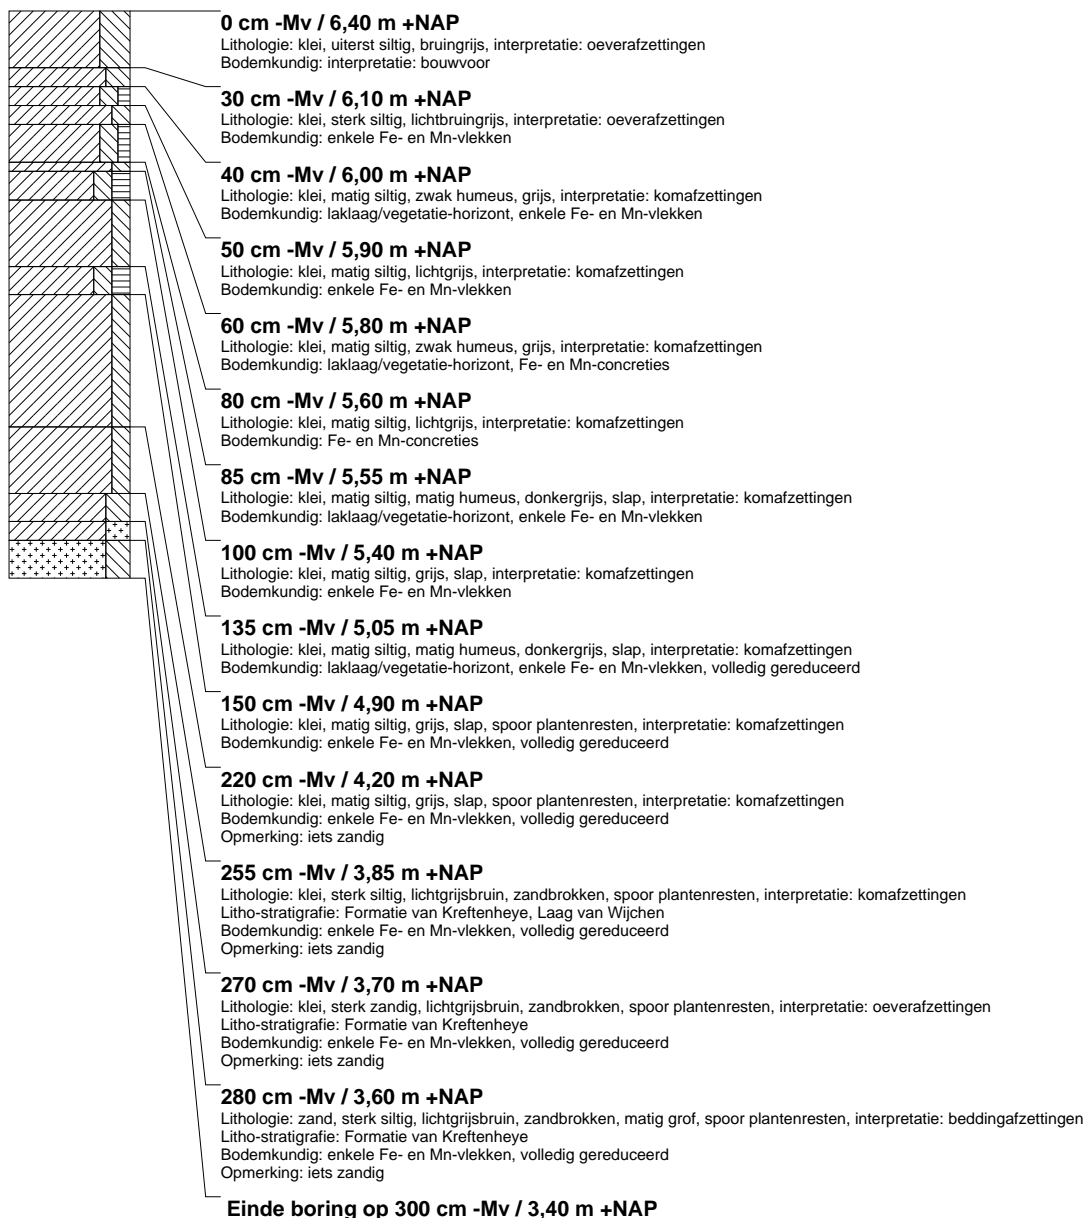 0 cm -Mv / 6,40 m +NAP
Lithologie: klei, uiterst siltig, bruingrijs, interpretatie: oeverafzettingen
Bodemkundig: interpretatie: bouwvoor
30 cm -Mv / 6,10 m +NAP
Lithologie: klei, sterk siltig, lichtbruingrijs, interpretatie: oeverafzettingen
Bodemkundig: enkele Fe- en Mn-vlekken
40 cm -Mv / 6,00 m +NAP
Lithologie: klei, matig siltig, zwak humeus, grijs, interpretatie: komafzettingen
Bodemkundig: laklaag/vegetatie-horizont, enkele Fe- en Mn-vlekken
50 cm -Mv / 5,90 m +NAP
Lithologie: klei, matig siltig, lichtgrijs, interpretatie: komafzettingen
Bodemkundig: enkele Fe- en Mn-vlekken
60 cm -Mv / 5,80 m +NAP
Lithologie: klei, matig siltig, zwak humeus, grijs, interpretatie: komafzettingen
Bodemkundig: laklaag/vegetatie-horizont, Fe- en Mn-concreties
80 cm -Mv / 5,60 m +NAP
Lithologie: klei, matig siltig, lichtgrijs, interpretatie: komafzettingen
Bodemkundig: Fe- en Mn-concreties
85 cm -Mv / 5,55 m +NAP
Lithologie: klei, matig siltig, matig humeus, donkergrijs, slap, interpretatie: komafzettingen
Bodemkundig: laklaag/vegetatie-horizont, enkele Fe- en Mn-vlekken
100 cm -Mv / 5,40 m +NAP
Lithologie: klei, matig siltig, grijs, slap, interpretatie: komafzettingen
Bodemkundig: enkele Fe- en Mn-vlekken
135 cm -Mv / 5,05 m +NAP
Lithologie: klei, matig siltig, matig humeus, donkergrijs, slap, interpretatie: komafzettingen
Bodemkundig: laklaag/vegetatie-horizont, enkele Fe- en Mn-vlekken, volledig gereduceerd
150 cm -Mv / 4,90 m +NAP
Lithologie: klei, matig siltig, grijs, slap, spoor plantenresten, interpretatie: komafzettingen
Bodemkundig: enkele Fe- en Mn-vlekken, volledig gereduceerd
220 cm -Mv / 4,20 m +NAP
Lithologie: klei, matig siltig, grijs, slap, spoor plantenresten, interpretatie: komafzettingen
Bodemkundig: enkele Fe- en Mn-vlekken, volledig gereduceerd
Opmerking: iets zandig
255 cm -Mv / 3,85 m +NAP
Lithologie: klei, sterk siltig, lichtgrijsbruin, zandbrokken, spoor plantenresten, interpretatie: komafzettingen
Litho-stratigrafie: Formatie van Kreftenheye, Laag van Wijchen
Bodemkundig: enkele Fe- en Mn-vlekken, volledig gereduceerd
Opmerking: iets zandig
270 cm -Mv / 3,70 m +NAP
Lithologie: klei, sterk zandig, lichtgrijsbruin, zandbrokken, spoor plantenresten, interpretatie: oeverafzettingen
Litho-stratigrafie: Formatie van Kreftenheye
Bodemkundig: enkele Fe- en Mn-vlekken, volledig gereduceerd
Opmerking: iets zandig
280 cm -Mv / 3,60 m +NAP
Lithologie: zand, sterk siltig, lichtgrijsbruin, zandbrokken, matig grof, spoor plantenresten, interpretatie: beddingafzettingen
Litho-stratigrafie: Formatie van Kreftenheye
Bodemkundig: enkele Fe- en Mn-vlekken, volledig gereduceerd
Opmerking: iets zandig
Einde boring op 300 cm -Mv / 3,40 m +NAP